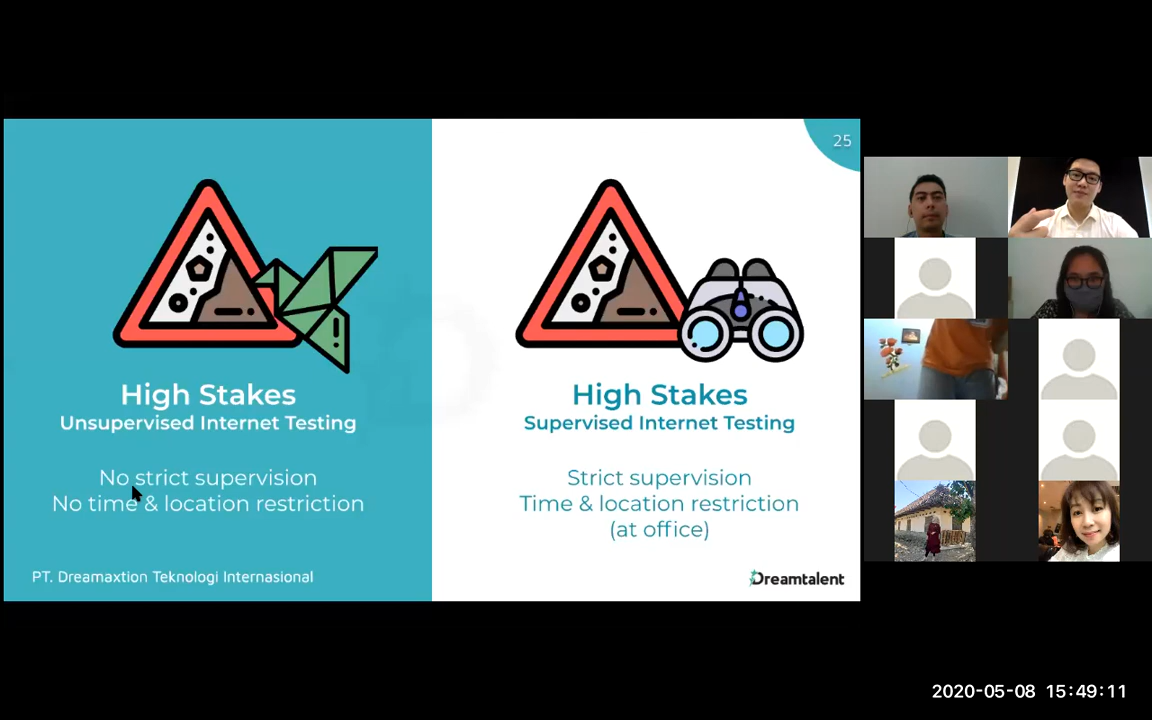 25
High Stakes
Unsupervised Internet Testing
No strict supervision
No time & location restriction
High Stakes
Supervised Internet Testing
Strict supervision
Time & location restriction
(at office)
PT. Dreamaxtion Teknologi Internasional
Dreamtalent
2020-05-08 15:49:11